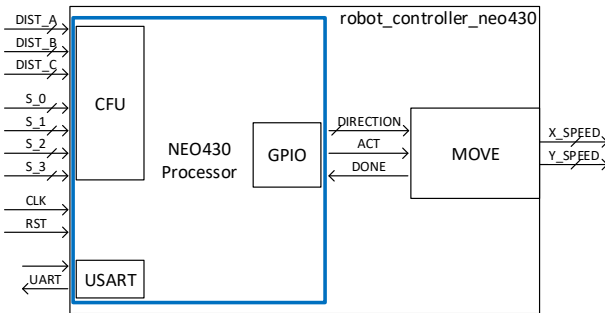 robot_controller_neo430
DIST_A
DIST_B
DIST_C
S_0
S_1
S_2
S_3
CLK
RST
UART
CFU
NEO430
Processor
USART
GPIO
DIRECTION
ACT
DONE
MOVE
X_SPEED
Y_SPEED